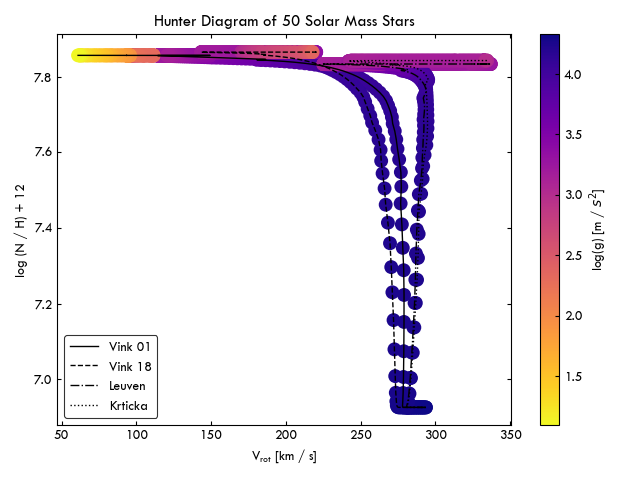 Hunter Diagram of 50 Solar Mass Stars
log (N / H) + 12
7.8
7.6
7.4
7.2
7.0
Vink 01
Vink 18
Leuven
Krticka
50
100
150
200
250
300
350
V_rot [km / s]
4.0
3.5
3.0
2.5
2.0
1.5
log(g) [m / s²]